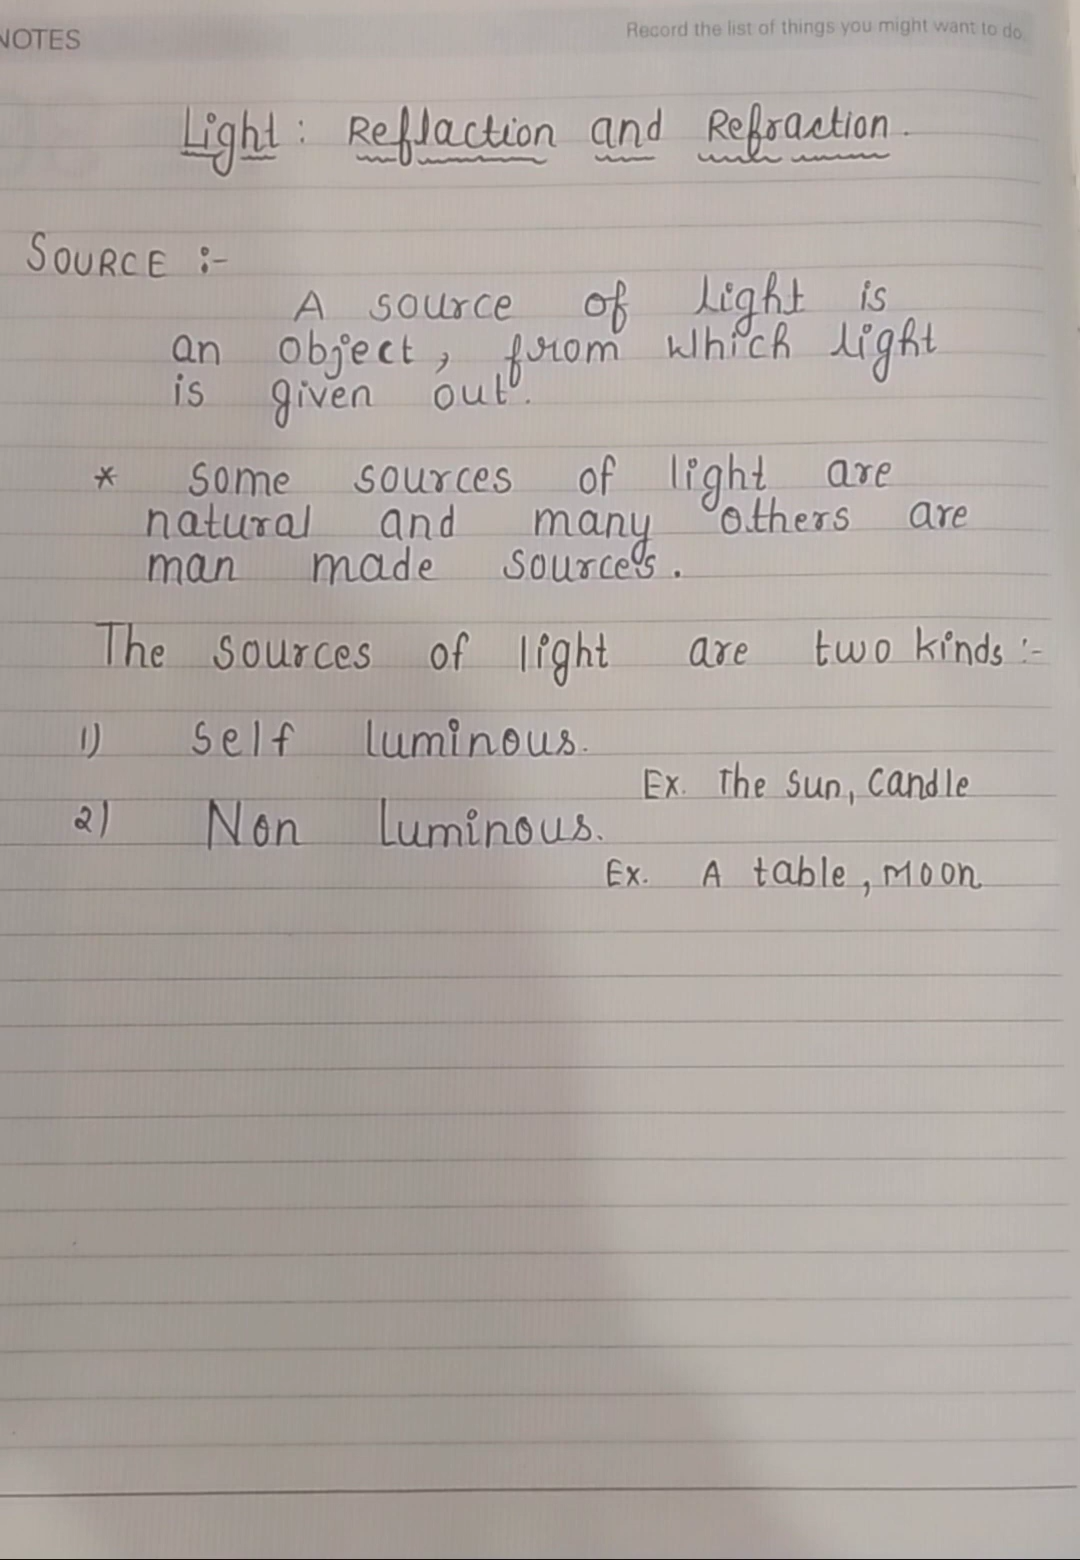 NOTES
Record the list of things you might want to do.
Light: Reflaction and Refraction.
SOURCE :-
A source of light is
an object, from which light
is given out.
* Some sources of light are
natural and many others are
man made sources.
The sources of light are two kinds :-
1) Self luminous.
Ex. The Sun, Candle
2) Non luminous.
Ex. A table, Moon